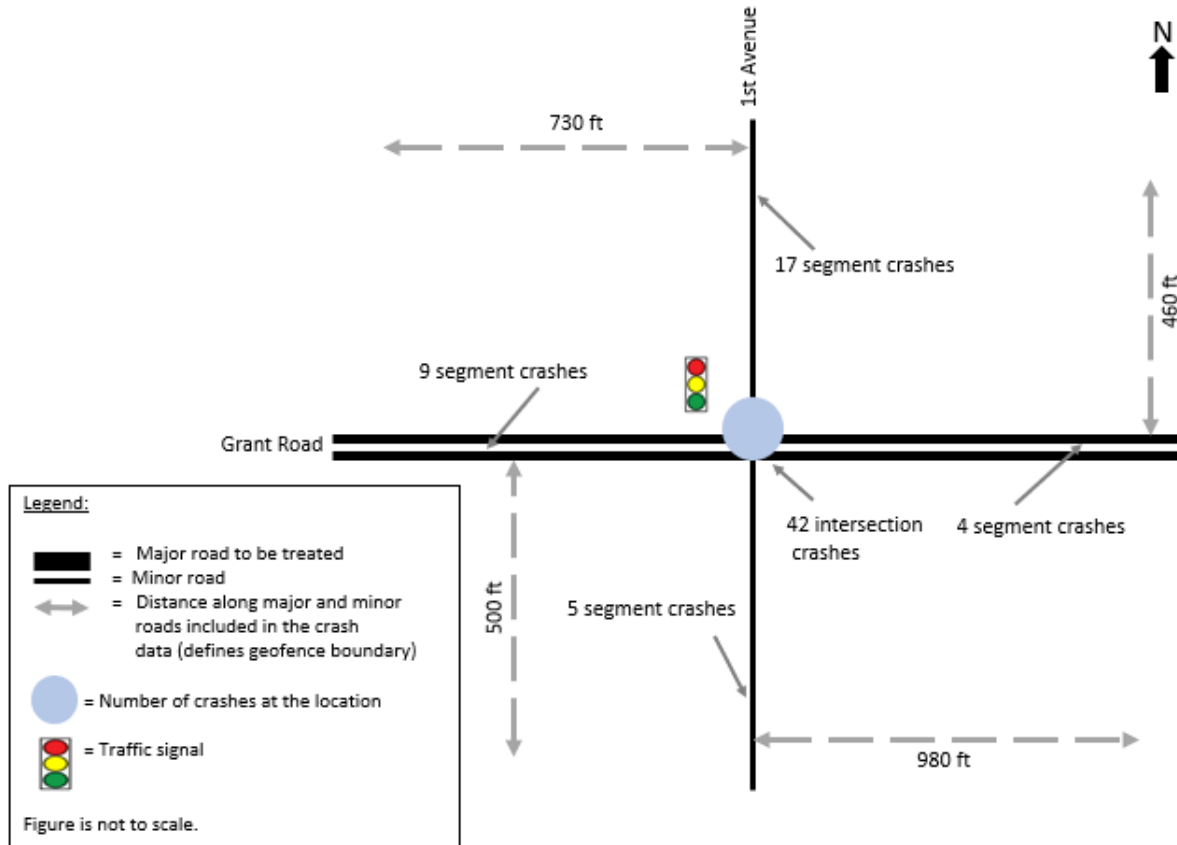 N
1st Avenue
730 ft
17 segment crashes
460 ft
9 segment crashes
Grant Road
42 intersection
crashes
4 segment crashes
500 ft
5 segment crashes
980 ft
Legend:
= Major road to be treated
= Minor road
= Distance along major and minor
roads included in the crash
data (defines geofence boundary)
= Number of crashes at the location
= Traffic signal
Figure is not to scale.